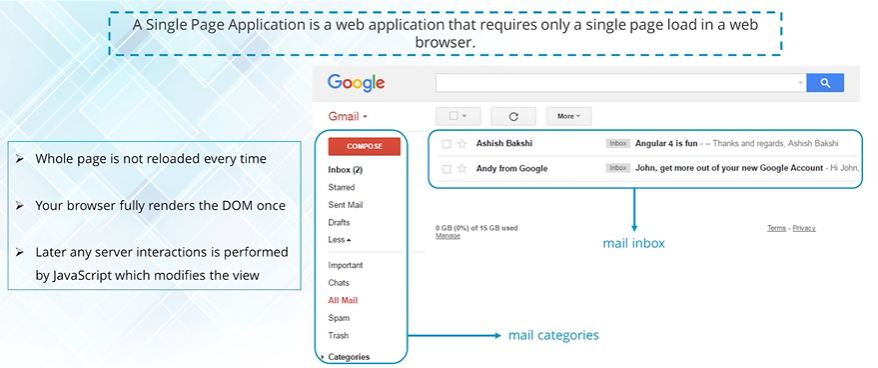 A Single Page Application is a web application that requires only a single page load in a web
browser.
Whole page is not reloaded every time
Your browser fully renders the DOM once
Later any server interactions is performed
by JavaScript which modifies the view
Google
Gmail
More
COMPOSE
Inbox (2)
Starred
Sent Mail
Drafts
Less
Important
Chats
All Mail
Spam
Trash
Categories
Ashish Bakshi Inbox Angular 4 is fun - – Thanks and regards, Ashish Bakshi
Andy from Google Inbox John, get more out of your new Google Account - Hi John,
0 GB (0%) of 15 GB used
Manage
Terms - Privacy
mail inbox
mail categories